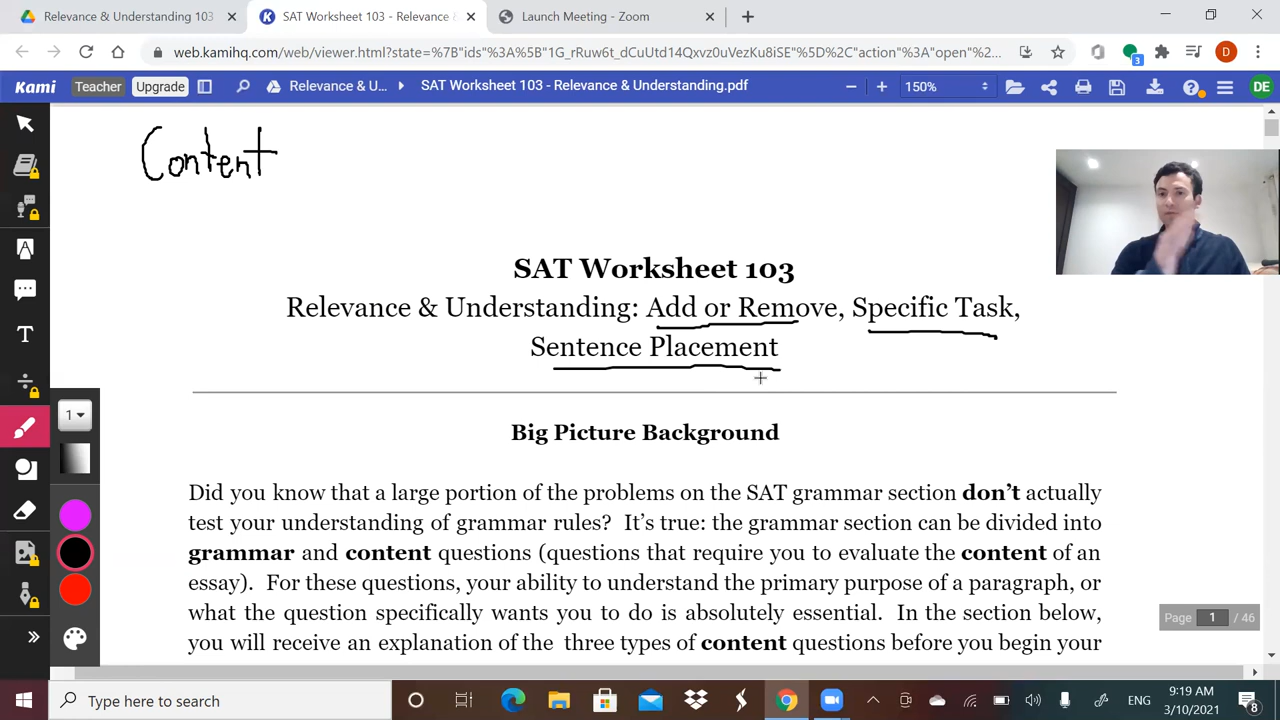 Relevance & Understanding 103
SAT Worksheet 103 - Relevance &
Launch Meeting - Zoom
web.kamihq.com/web/viewer.html?state=%7B"ids"%3A%5B"1G_rRuw6t_dCuUtd14Qxvz0uVezKu8iSE"%5D%2C"action"%3A"open"%2...
3
D
Kami
Teacher
Upgrade
Relevance & U...
SAT Worksheet 103 - Relevance & Understanding.pdf
150%
DE
Content
SAT Worksheet 103
Relevance & Understanding: Add or Remove, Specific Task,
Sentence Placement
T
1
Big Picture Background
Did you know that a large portion of the problems on the SAT grammar section don't actually
test your understanding of grammar rules? It's true: the grammar section can be divided into
grammar and content questions (questions that require you to evaluate the content of an
essay). For these questions, your ability to understand the primary purpose of a paragraph, or
what the question specifically wants you to do is absolutely essential. In the section below,
you will receive an explanation of the three types of content questions before you begin your
Page 1 / 46
Type here to search
ENG
9:19 AM
3/10/2021
8